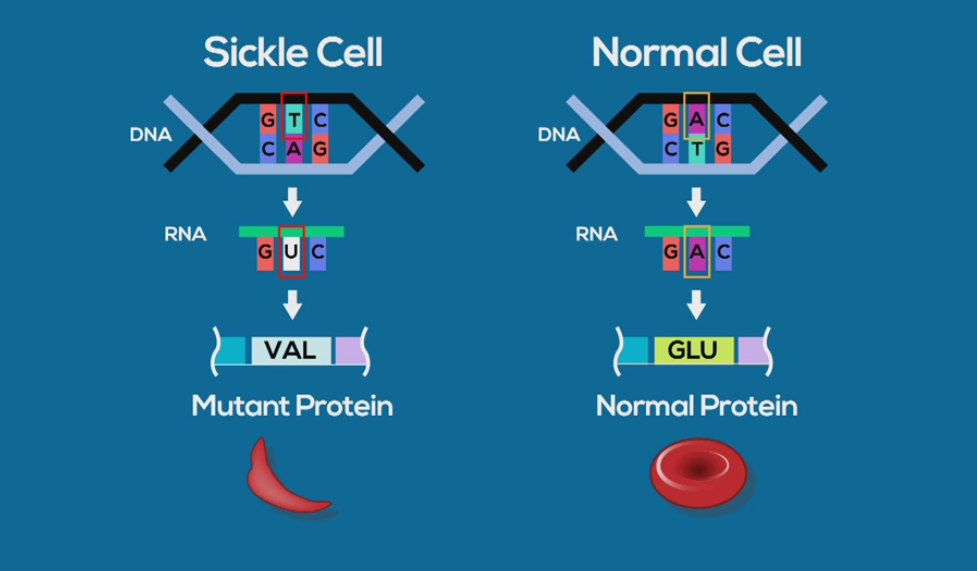 Sickle Cell
DNA
G T C
C A G
RNA
G U C
VAL
Mutant Protein
Normal Cell
DNA
G A C
C T G
RNA
G A C
GLU
Normal Protein